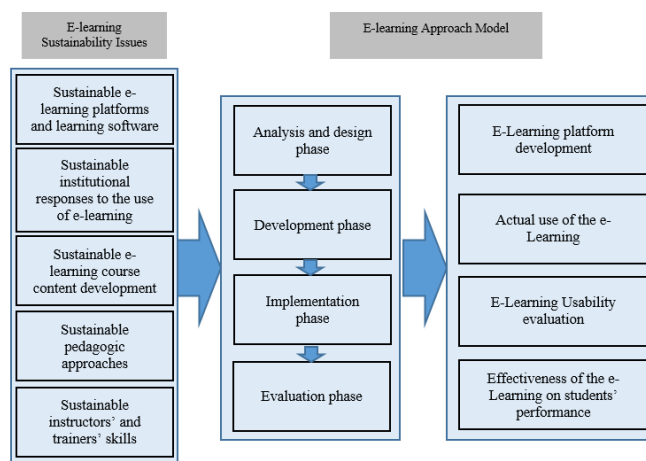 E-learning
Sustainability Issues
E-learning Approach Model
Sustainable e-
learning platforms
and learning software
Sustainable
institutional
responses to the use
of e-learning
Sustainable e-
learning course
content development
Sustainable
pedagogic
approaches
Sustainable
instructors’ and
trainers’ skills
Analysis and design
phase
Development phase
Implementation
phase
Evaluation phase
E-Learning platform
development
Actual use of the e-
Learning
E-Learning Usability
evaluation
Effectiveness of the e-
Learning on students’
performance